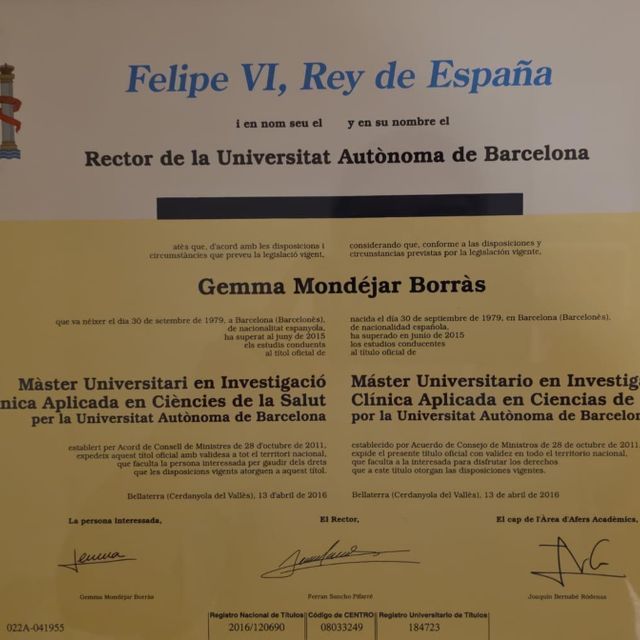 Felipe VI, Rey de España
i en nom seu el y en su nombre el
Rector de la Universitat Autònoma de Barcelona
atès que, d'acord amb les disposicions i
circumstàncies que preveu la legislació vigent,
considerando que, conforme a las disposiciones y
circunstancias previstas por la legislación vigente,
Gemma Mondéjar Borràs
que va néixer el dia 30 de setembre de 1979, a Barcelona (Barcelonès),
de nacionalitat espanyola,
ha superat al juny de 2015
els estudis conduents
al títol oficial de
nacida el día 30 de septiembre de 1979, en Barcelona (Barcelonès),
de nacionalidad española,
ha superado en junio de 2015
los estudios conducentes
al título oficial de
Màster Universitari en Investigació
nica Aplicada en Ciències de la Salut
per la Universitat Autònoma de Barcelona
Máster Universitario en Investiga
Clínica Aplicada en Ciencias de
por la Universitat Autònoma de Barcelon
establert per Acord de Consell de Ministres de 28 d'octubre de 2011,
expedeix aquest títol oficial amb validesa a tot el territori nacional,
que faculta la persona interessada per gaudir dels drets
que les disposicions vigents atorguen a aquest títol.
establecido por Acuerdo de Consejo de Ministros de 28 de octubre de 2011,
expide el presente título oficial con validez en todo el territorio nacional,
que faculta a la interesada para disfrutar los derechos
que a este título otorgan las disposiciones vigentes.
Bellaterra (Cerdanyola del Vallès), 13 d'abril de 2016
Bellaterra (Cerdanyola del Vallès), 13 de abril de 2016
La persona interessada, El Rector, El cap de l'Àrea d'Afers Acadèmics,
Gemma
Gemma Mondéjar Borràs Ferran Sancho Pifarré Joaquín Bernabé Ródenas
022A-041955
Registro Nacional de Títulos Código de CENTRO Registro Universitario de Títulos
2016/120690 08033249 184723